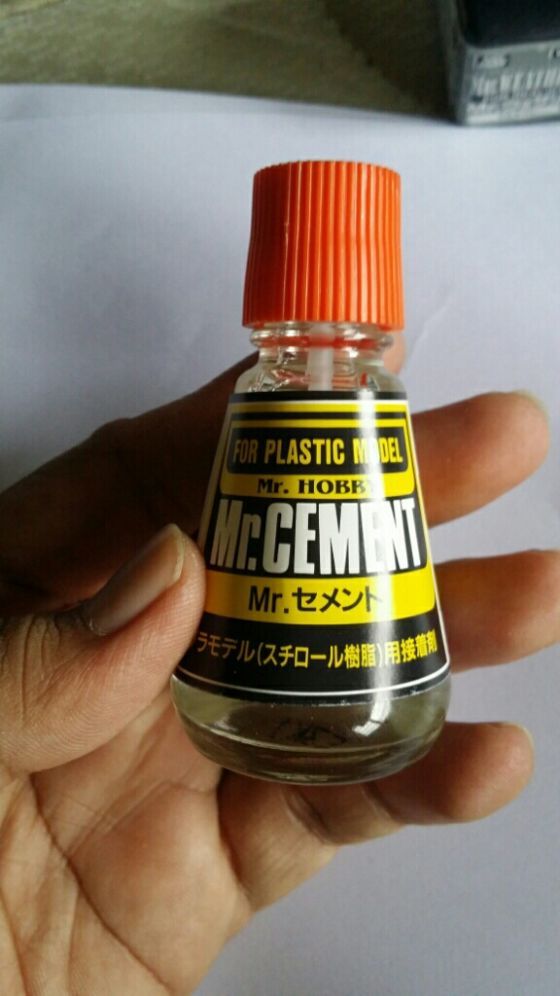 FOR PLASTIC MODEL
Mr. HOBBY
Mr.CEMENT
Mr.セメント
ラモデル(スチロール樹脂)用接着剤